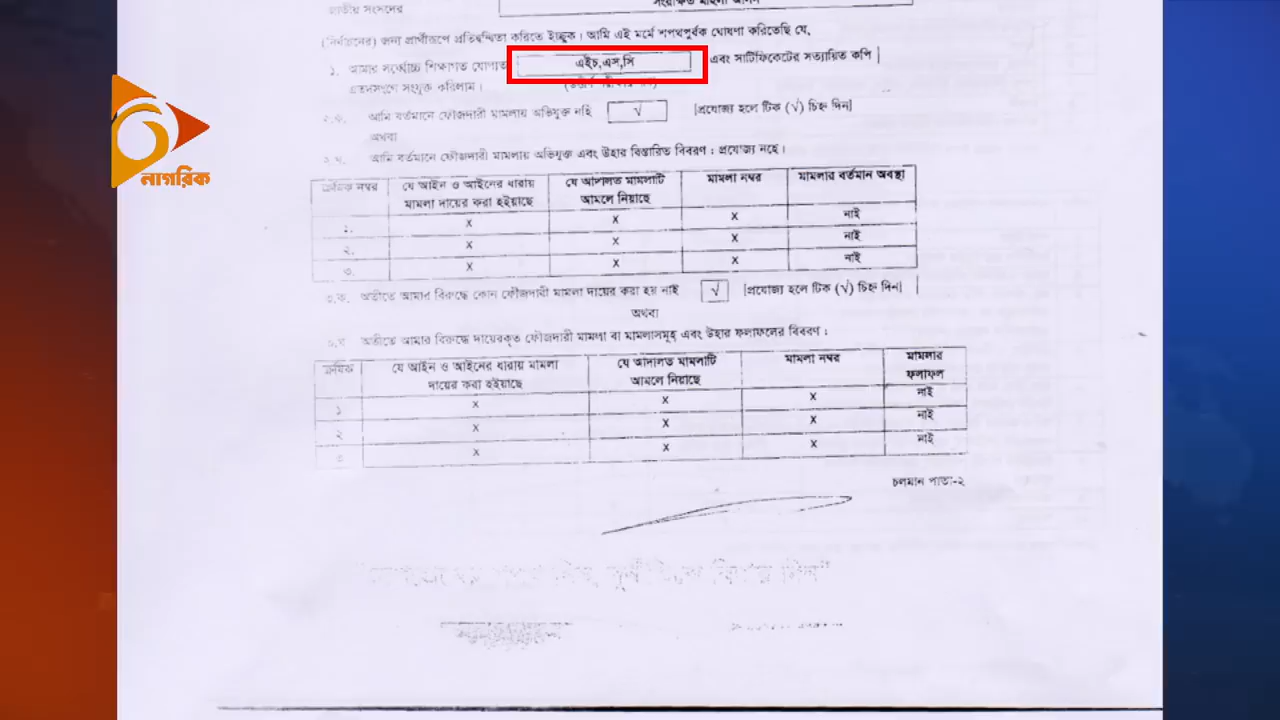 জাতীয় সংসদের
সংরক্ষিত মহিলা আসন
(নির্বাচনের) জন্য প্রার্থীরূপে প্রতিদ্বন্দ্বিতা করিতে ইচ্ছুক। আমি এই মর্মে শপথপূর্বক ঘোষণা করিতেছি যে,
১. আমার সর্বোচ্চ শিক্ষাগত যোগ্যতা এইচ,এস,সি এবং সার্টিফিকেটের সত্যায়িত কপি
এতদসংগে সংযুক্ত করিলাম।
২.ক. আমি বর্তমানে ফৌজদারী মামলায় অভিযুক্ত নহি √ |প্রযোজ্য হলে টিক (√) চিহ্ন দিন|
অথবা
২.খ. আমি বর্তমানে ফৌজদারী মামলায় অভিযুক্ত এবং উহার বিস্তারিত বিবরণ : প্রযোজ্য নহে।
নাগরিক
ক্রমিক নম্বর যে আইন ও আইনের ধারায় মামলা দায়ের করা হইয়াছে যে আদালত মামলাটি আমলে নিয়াছে মামলা নম্বর মামলার বর্তমান অবস্থা
১. x x x নাই
২. x x x নাই
৩. x x x নাই
৩.ক. অতীতে আমার বিরুদ্ধে কোন ফৌজদারী মামলা দায়ের করা হয় নাই √ |প্রযোজ্য হলে টিক (√) চিহ্ন দিন|
অথবা
৩.খ অতীতে আমার বিরুদ্ধে দায়েরকৃত ফৌজদারী মামলা বা মামলাসমূহ এবং উহার ফলাফলের বিবরণ :
ক্রমিক যে আইন ও আইনের ধারায় মামলা দায়ের করা হইয়াছে যে আদালত মামলাটি আমলে নিয়াছে মামলা নম্বর মামলার ফলাফল
১ x x x নাই
২ x x x নাই
৩ x x x নাই
চলমান পাতা-২